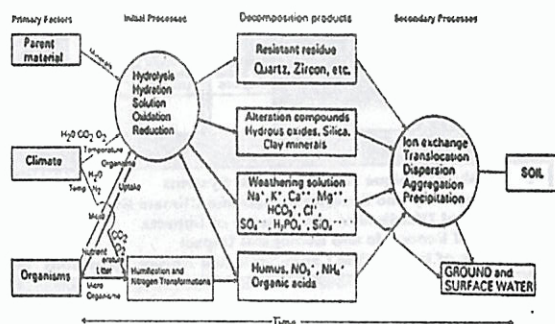 Primary Factors
Initial Processes
Decomposition products
Secondary Processes
Parent
material
Minerals
Hydrolysis
Hydration
Solution
Oxidation
Reduction
Resistant residue
Quartz, Zircon, etc.
Alteration compounds
Hydrous oxides, Silica,
Clay minerals
H₂O CO₂ O₂
Temperature
Organisms
Climate
H₂O
Temp. N₂
Uptake
CO₂
O₂
Nutrient
Litter
Micro
Organisms
Organisms
Weathering solution
Na⁺, K⁺, Ca⁺⁺, Mg⁺⁺,
HCO₃⁻, Cl⁻,
Humification and
Nitrogen Transformations
Humus, NO₃⁻, NH₄⁺
Organic acids
Ion exchange
Translocation
Dispersion
Aggregation
Precipitation
SOIL
GROUND and
SURFACE WATER
Time